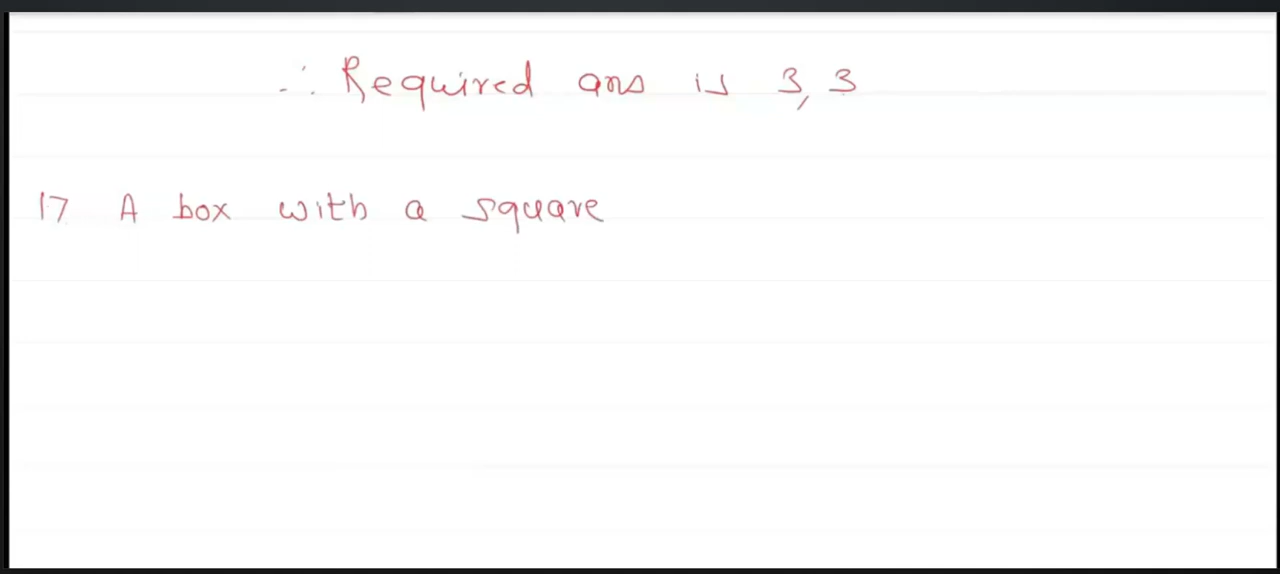 ∴ Required ans is 3, 3
17 A box with a square